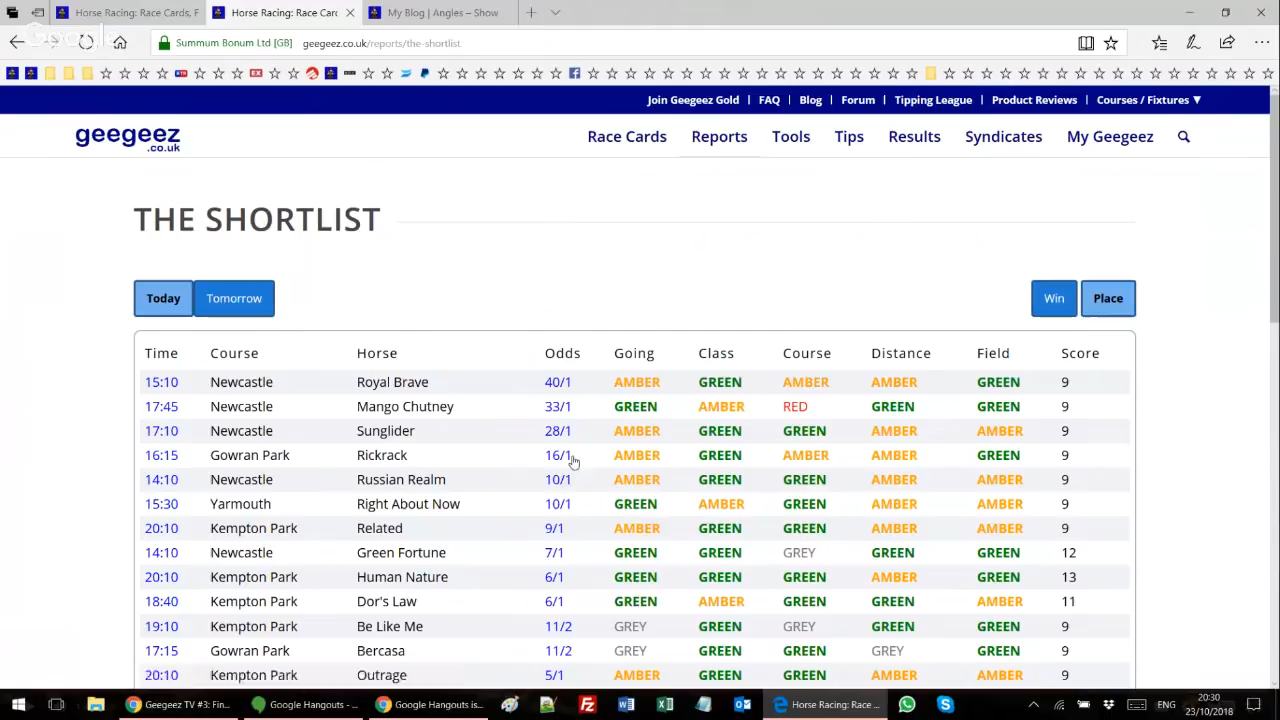 Horse Racing: Race Cards, F
Horse Racing: Race Carc
My Blog | Angles – Show
Google
Summum Bonum Ltd [GB] geegeez.co.uk/reports/the-shortlist
Join Geegeez Gold | FAQ | Blog | Forum | Tipping League | Product Reviews | Courses / Fixtures ▼
geegeez .co.uk
Race Cards Reports Tools Tips Results Syndicates My Geegeez
THE SHORTLIST
Today Tomorrow Win Place
Time Course Horse Odds Going Class Course Distance Field Score
15:10 Newcastle Royal Brave 40/1 AMBER GREEN AMBER AMBER GREEN 9
17:45 Newcastle Mango Chutney 33/1 GREEN AMBER RED GREEN GREEN 9
17:10 Newcastle Sunglider 28/1 AMBER GREEN GREEN AMBER AMBER 9
16:15 Gowran Park Rickrack 16/1 AMBER GREEN AMBER AMBER GREEN 9
14:10 Newcastle Russian Realm 10/1 AMBER GREEN GREEN AMBER AMBER 9
15:30 Yarmouth Right About Now 10/1 GREEN AMBER GREEN AMBER AMBER 9
20:10 Kempton Park Related 9/1 AMBER GREEN GREEN AMBER AMBER 9
14:10 Newcastle Green Fortune 7/1 GREEN GREEN GREY GREEN GREEN 12
20:10 Kempton Park Human Nature 6/1 GREEN GREEN GREEN AMBER GREEN 13
18:40 Kempton Park Dor's Law 6/1 GREEN AMBER GREEN GREEN AMBER 11
19:10 Kempton Park Be Like Me 11/2 GREY GREEN GREY GREEN GREEN 9
17:15 Gowran Park Bercasa 11/2 GREY GREEN GREEN GREY GREEN 9
20:10 Kempton Park Outrage 5/1 AMBER GREEN GREEN AMBER AMBER 9
Geegeez TV #3: Fin... Google Hangouts - ... Google Hangouts is... Horse Racing: Race ...
20:30
23/10/2018